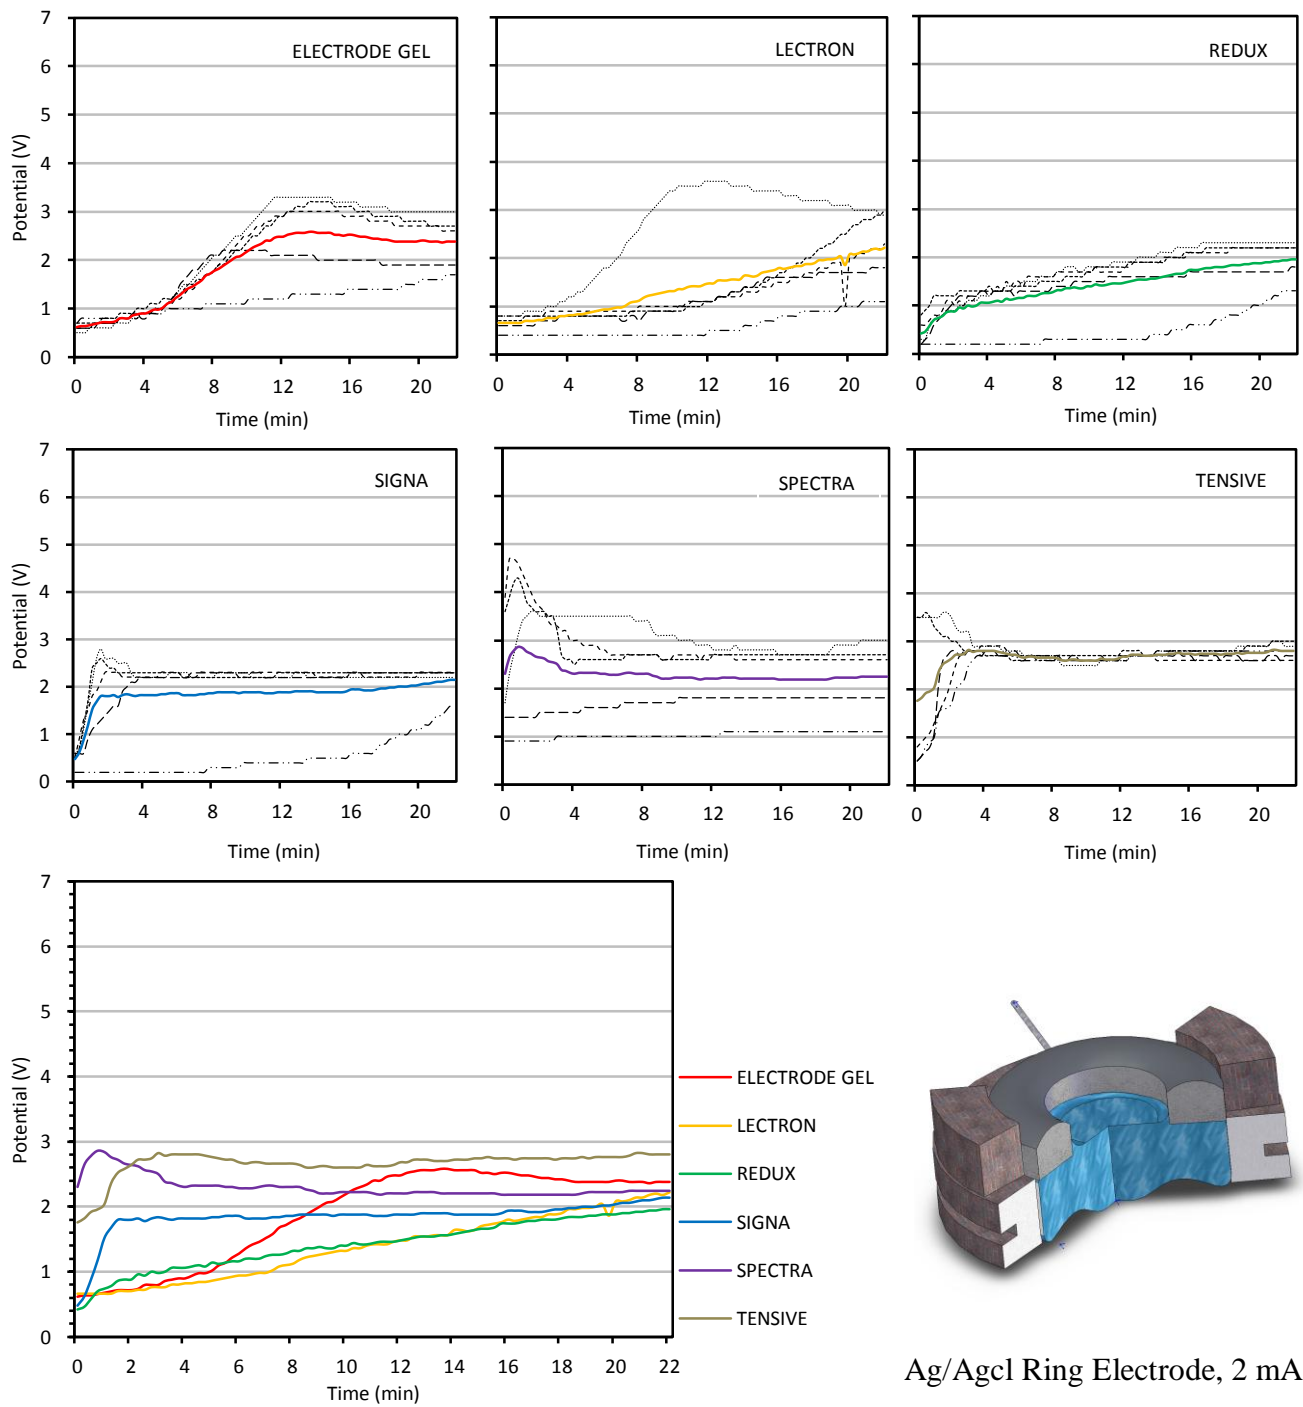 ELECTRODE GEL
Potential (V)
7
6
5
4
3
2
1
0
0 4 8 12 16 20
Time (min)
LECTRON
0 4 8 12 16 20
Time (min)
REDUX
0 4 8 12 16 20
Time (min)
SIGNA
Potential (V)
7
6
5
4
3
2
1
0
0 4 8 12 16 20
Time (min)
SPECTRA
0 4 8 12 16 20
Time (min)
TENSIVE
0 4 8 12 16 20
Time (min)
Potential (V)
7
6
5
4
3
2
1
0
0 2 4 6 8 10 12 14 16 18 20 22
Time (min)
ELECTRODE GEL
LECTRON
REDUX
SIGNA
SPECTRA
TENSIVE
Ag/Agcl Ring Electrode, 2 mA